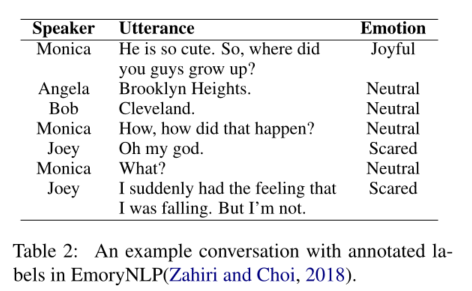 Speaker Utterance Emotion
Monica He is so cute. So, where did Joyful
you guys grow up?
Angela Brooklyn Heights. Neutral
Bob Cleveland. Neutral
Monica How, how did that happen? Neutral
Joey Oh my god. Scared
Monica What? Neutral
Joey I suddenly had the feeling that Scared
I was falling. But I'm not.
Table 2: An example conversation with annotated la-
bels in EmoryNLP(Zahiri and Choi, 2018).